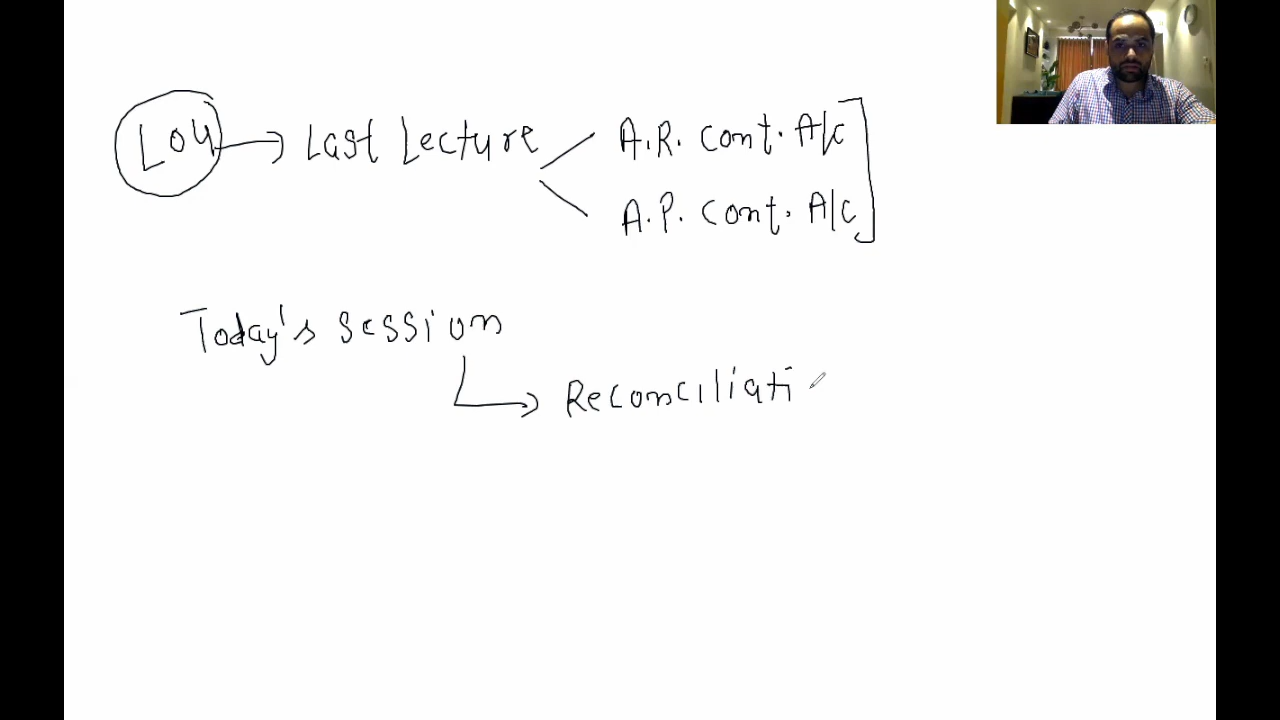 L04 → Last Lecture
A.R. cont. A/c
A.P. cont. A/c
Today's session
Reconciliati